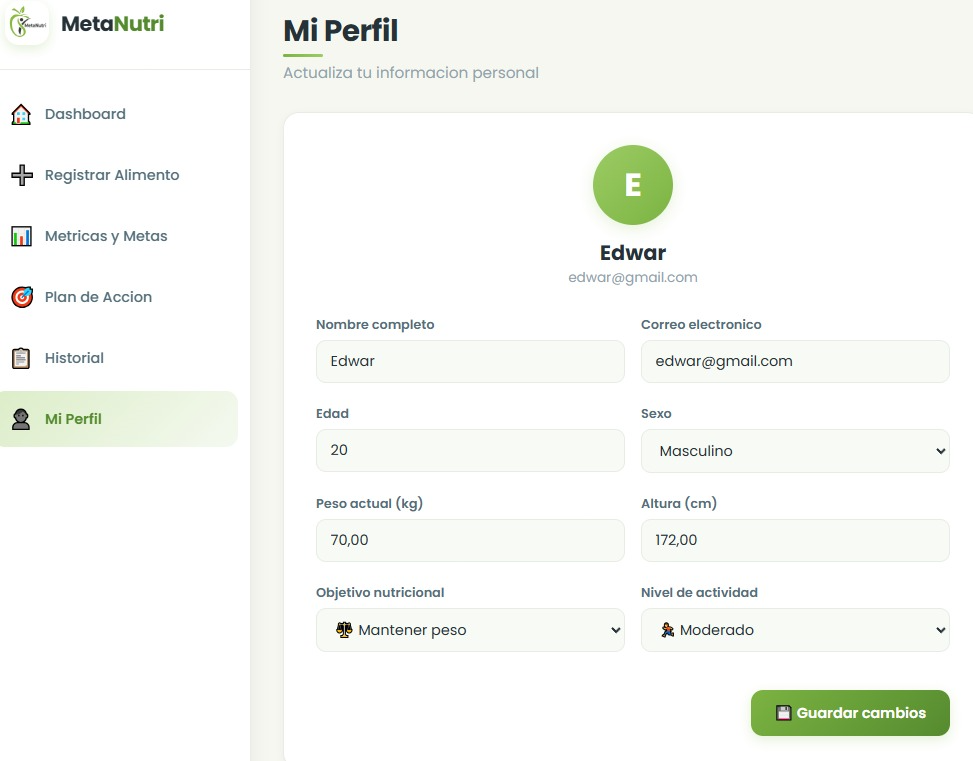 MetaNutri
MetaNutri
Dashboard
Registrar Alimento
Metricas y Metas
Plan de Accion
Historial
Mi Perfil
Mi Perfil
Actualiza tu informacion personal
E
Edwar
edwar@gmail.com
Nombre completo
Correo electronico
Edwar
edwar@gmail.com
Edad
Sexo
20
Masculino
Peso actual (kg)
Altura (cm)
70,00
172,00
Objetivo nutricional
Nivel de actividad
Mantener peso
Moderado
Guardar cambios